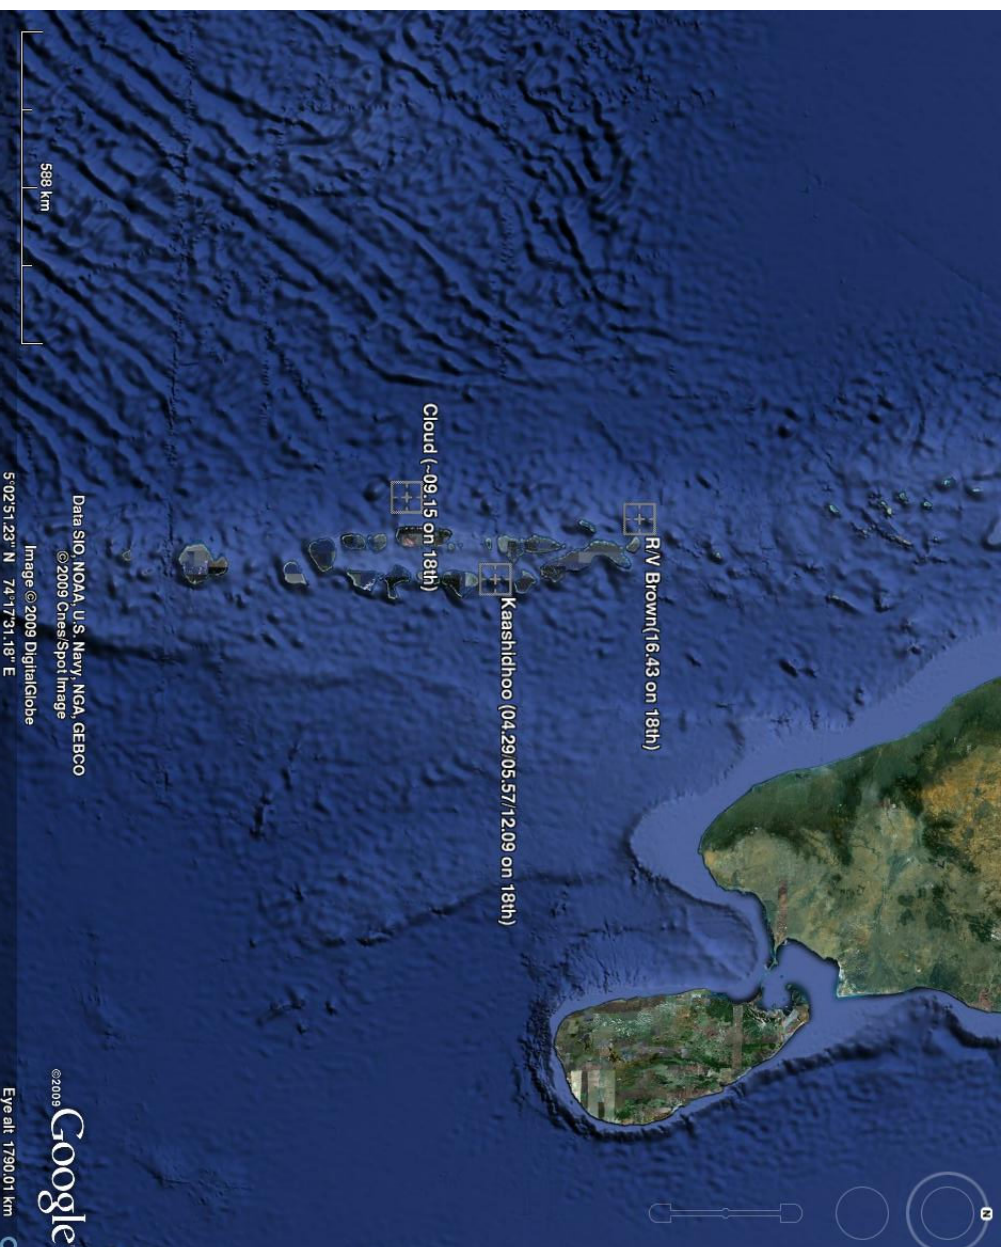 588 km
R/V Brown(16.43 on 18th)
Kaashidhoo (04.29/05.57/12.09 on 18th)
Cloud (~09.15 on 18th)
Data SIO, NOAA, U.S. Navy, NGA, GEBCO
©2009 Cnes/Spot Image
Image © 2009 DigitalGlobe
5°02'51.23" N 74°17'31.18" E
©2009 Google
Eye alt 1790.01 km
N